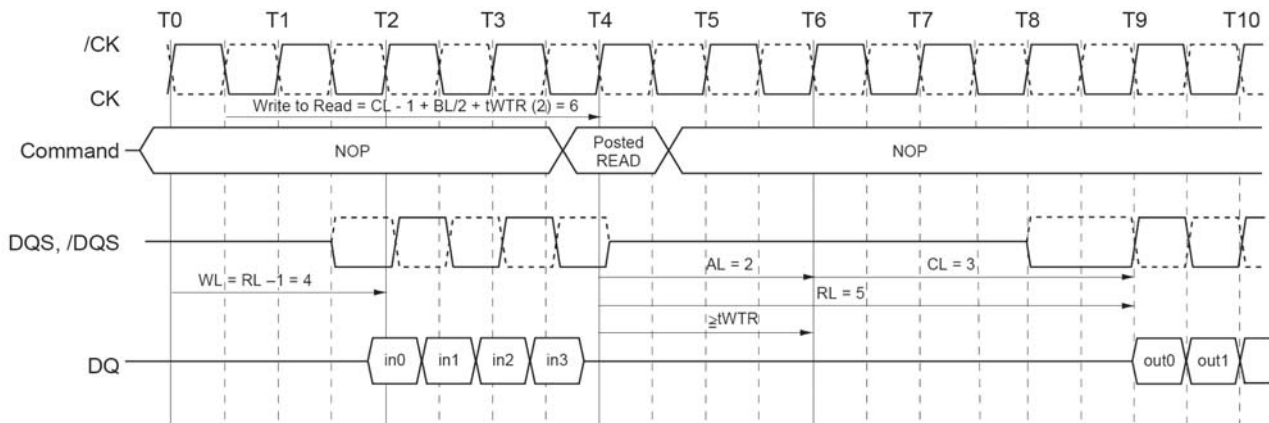 T0 T1 T2 T3 T4 T5 T6 T7 T8 T9 T10
/CK
CK
Write to Read = CL - 1 + BL/2 + tWTR (2) = 6
Command
NOP
Posted
READ
NOP
DQS, /DQS
WL = RL –1 = 4
AL = 2
CL = 3
RL = 5
≧tWTR
DQ
in0 in1 in2 in3
out0 out1